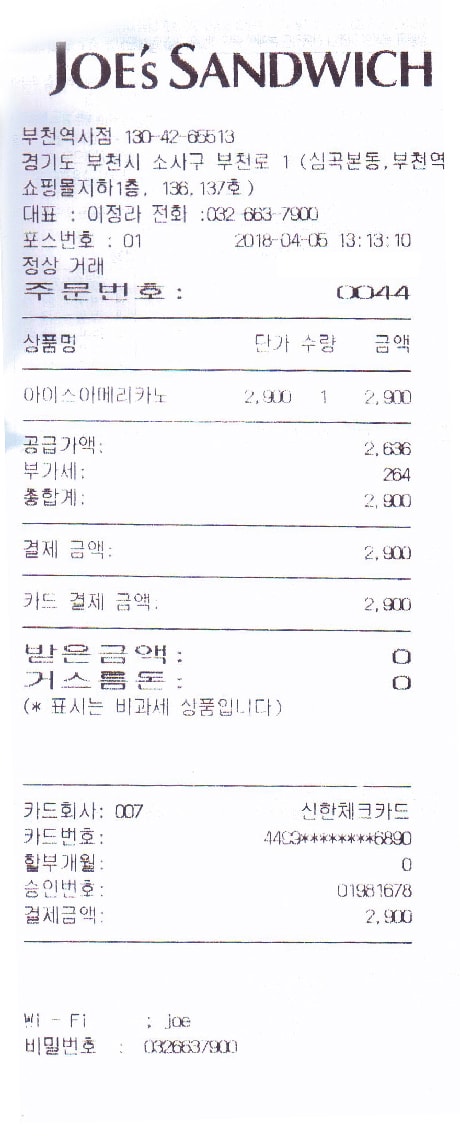 JOE's SANDWICH
부천역사점 130-42-65513
경기도 부천시 소사구 부천로 1 (심곡본동,부천역
쇼핑몰지하1층, 136,137호)
대표 : 이정라 전화 :032-663-7900
포스번호 : 01 2018-04-05 13:13:10
정상 거래
주문번호 : 0044
상품명 단가 수량 금액
아이스아메리카노 2,900 1 2,900
공급가액: 2,636
부가세: 264
총합계: 2,900
결제 금액: 2,900
카드 결제 금액: 2,900
받은금액 : 0
거스름돈 : 0
(* 표시는 비과세 상품입니다)
카드회사: 007 신한체크카드
카드번호: 4499********6890
할부개월: 0
승인번호: 01981678
결제금액: 2,900
Wi - Fi : joe
비밀번호 : 0326637900